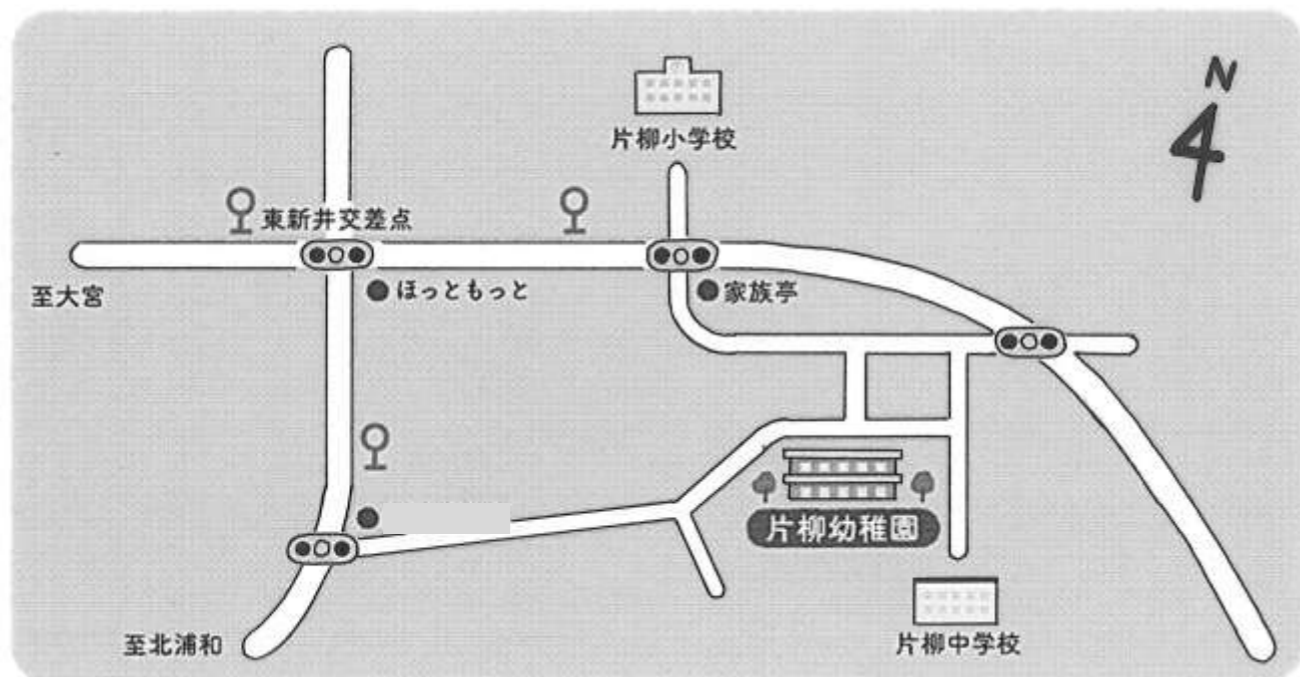 N
片柳小学校
東新井交差点
至大宮
ほっともっと
家族亭
片柳幼稚園
至北浦和
片柳中学校